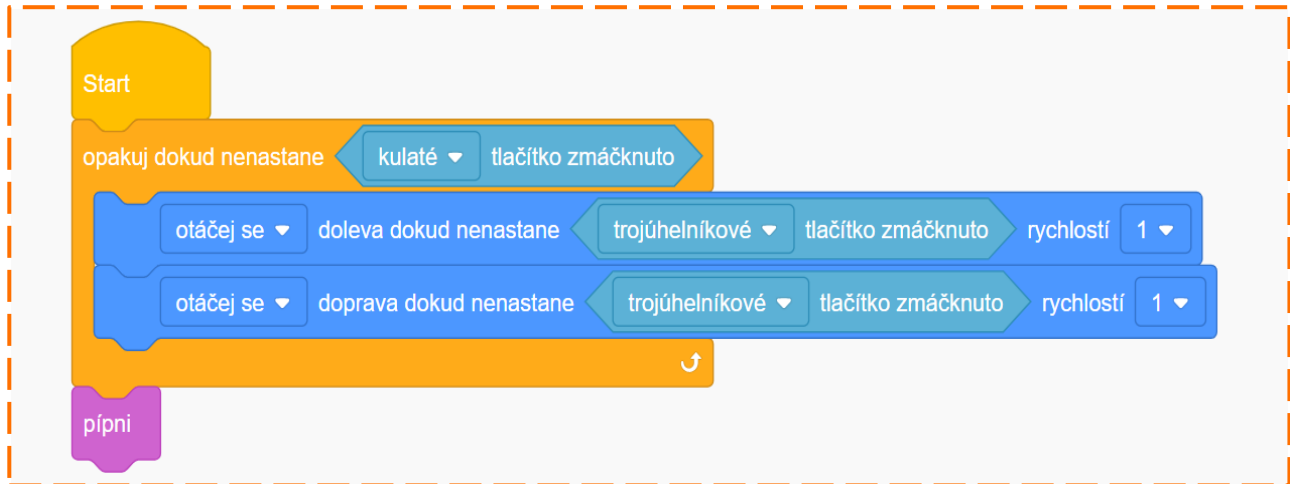 Start
opakuj dokud nenastane kulaté tlačítko zmáčknuto
otáčej se doleva dokud nenastane trojúhelníkové tlačítko zmáčknuto rychlostí 1
otáčej se doprava dokud nenastane trojúhelníkové tlačítko zmáčknuto rychlostí 1
pípni